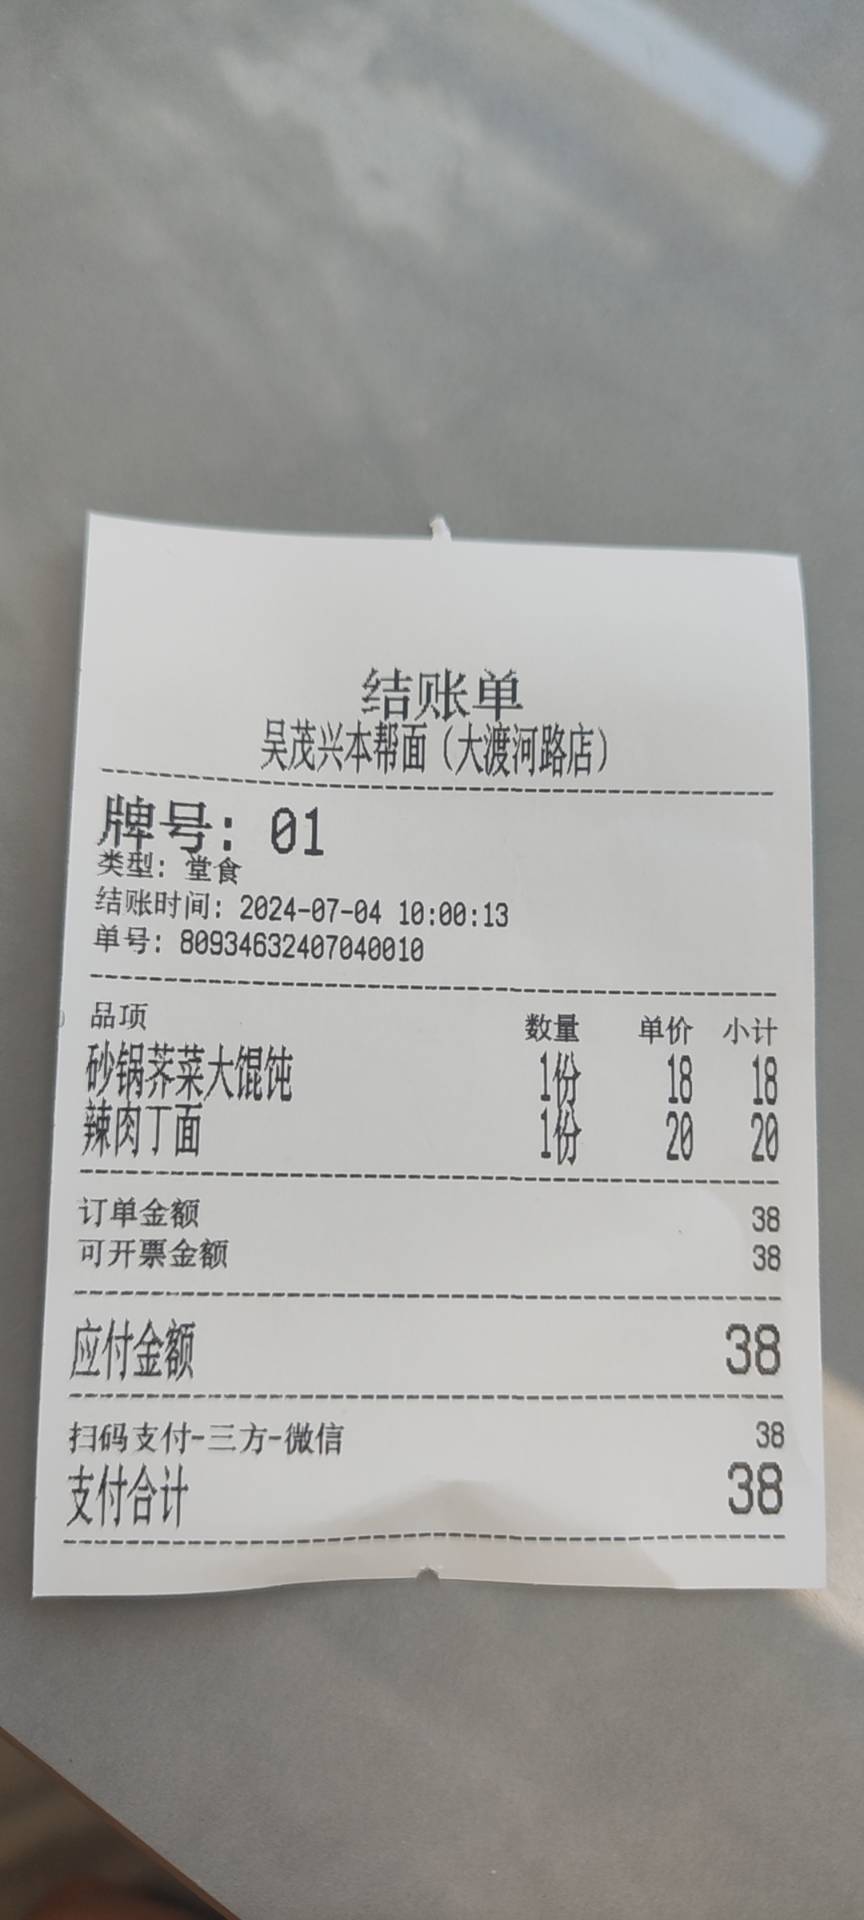 结账单
吴茂兴本帮面（大渡河路店）
牌号: 01
类型: 堂食
结账时间: 2024-07-04 10:00:13
单号: 80934632407040010
品项 数量 单价 小计
砂锅荠菜大馄饨 1份 18 18
辣肉丁面 1份 20 20
订单金额 38
可开票金额 38
应付金额 38
扫码支付-三方-微信 38
支付合计 38